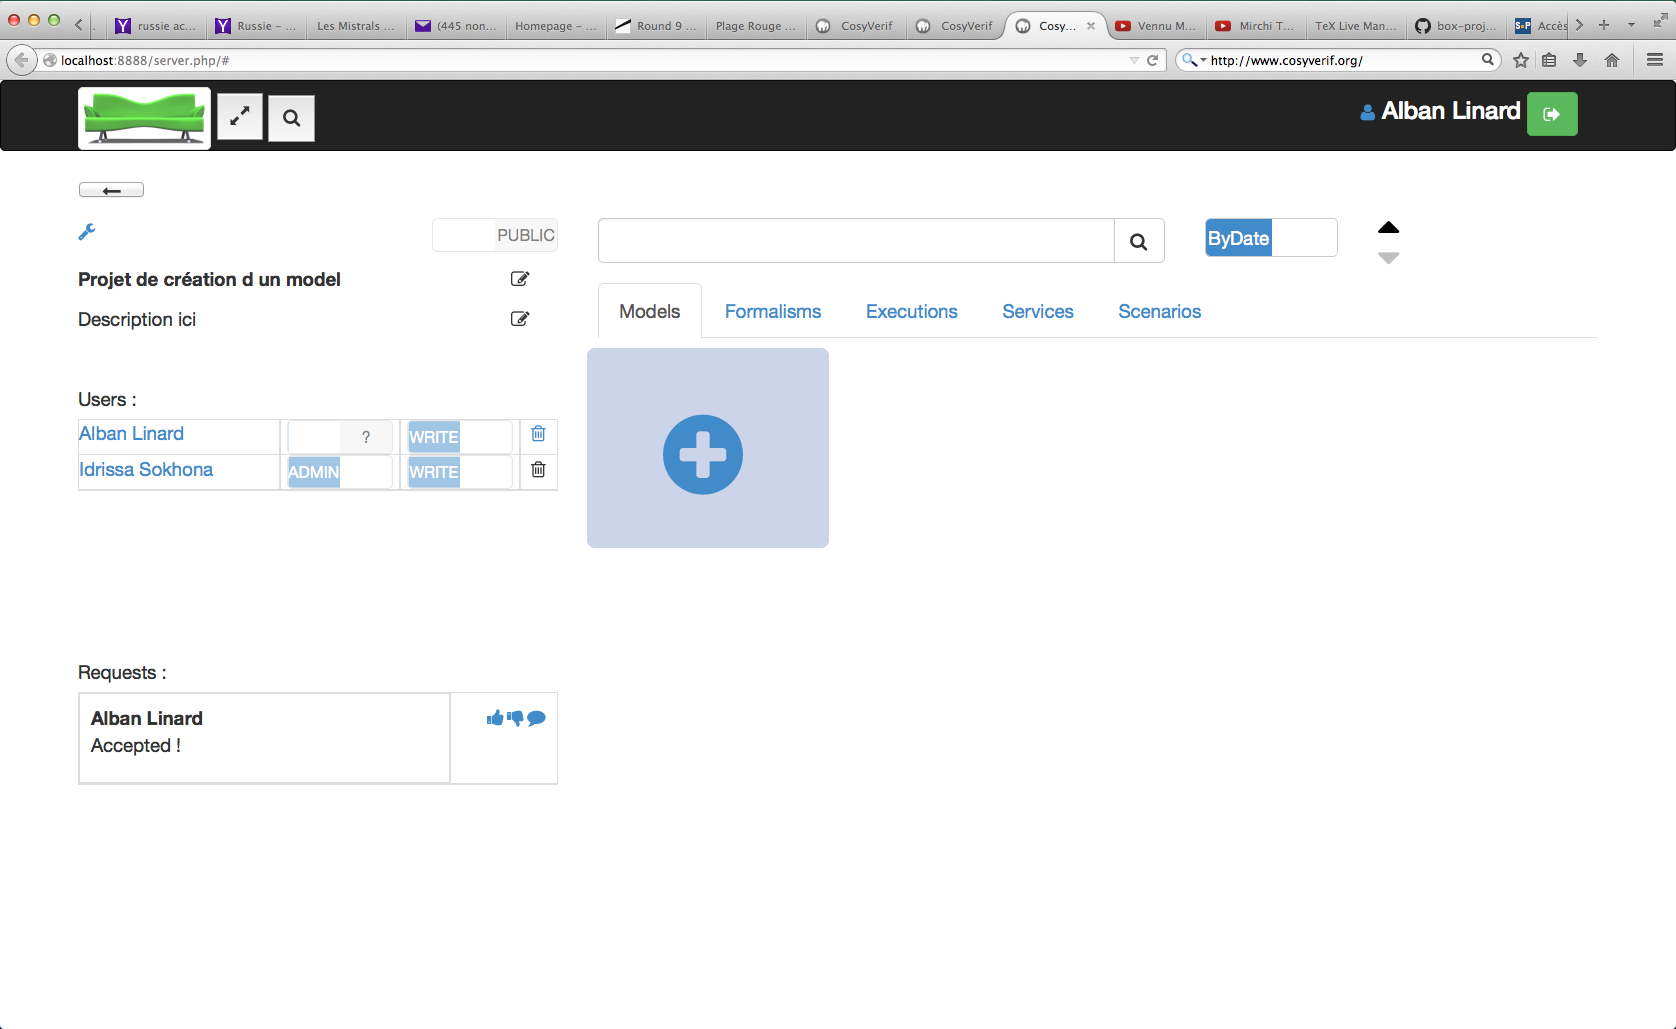 russie ac...
Russie – ...
Les Mistrals ...
(445 non...
Homepage – ...
Round 9 ...
Plage Rouge ...
CosyVerif
CosyVerif
Cosy...
Vennu M...
Mirchi T...
TeX Live Man...
box-proj...
Accès
localhost:8888/server.php/#
http://www.cosyverif.org/
Alban Linard
PUBLIC
ByDate
Projet de création d un model
Description ici
Models
Formalisms
Executions
Services
Scenarios
Users :
Alban Linard ? WRITE
Idrissa Sokhona ADMIN WRITE
Requests :
Alban Linard
Accepted !